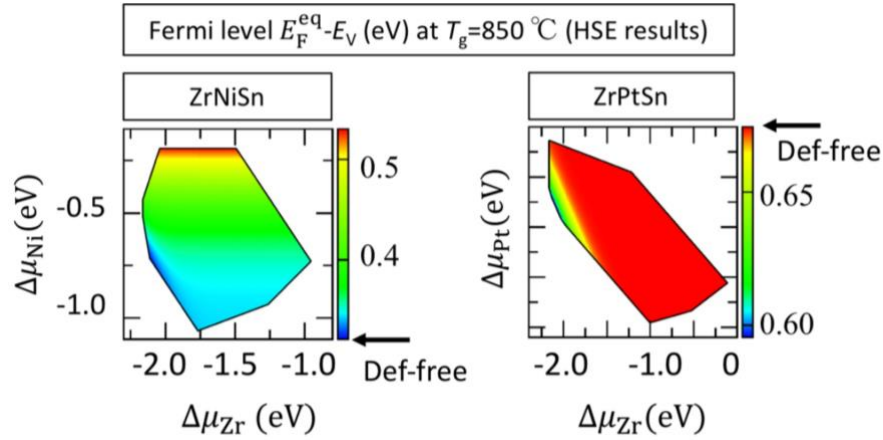 Fermi level E_F^eq-E_V (eV) at T_g=850 ℃ (HSE results)
ZrNiSn
ZrPtSn
Δμ_Ni(eV)
-0.5
-1.0
-2.0 -1.5 -1.0
Δμ_Zr (eV)
0.5
0.4
Def-free
Δμ_Pt(eV)
-2.0 -1.0 0
Δμ_Zr(eV)
Def-free
0.65
0.60